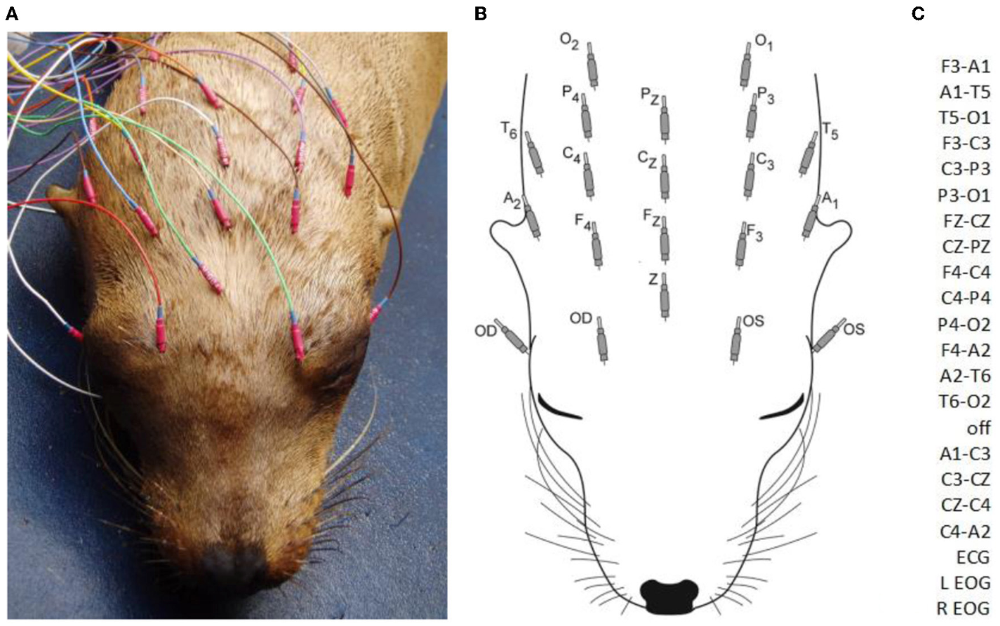 A
B
C
O2
O1
P4
PZ
P3
T6
T5
C4
CZ
C3
A2
A1
F4
FZ
F3
Z
OD
OD
OS
OS
F3-A1
A1-T5
T5-O1
F3-C3
C3-P3
P3-O1
FZ-CZ
CZ-PZ
F4-C4
C4-P4
P4-O2
F4-A2
A2-T6
T6-O2
off
A1-C3
C3-CZ
CZ-C4
C4-A2
ECG
L EOG
R EOG